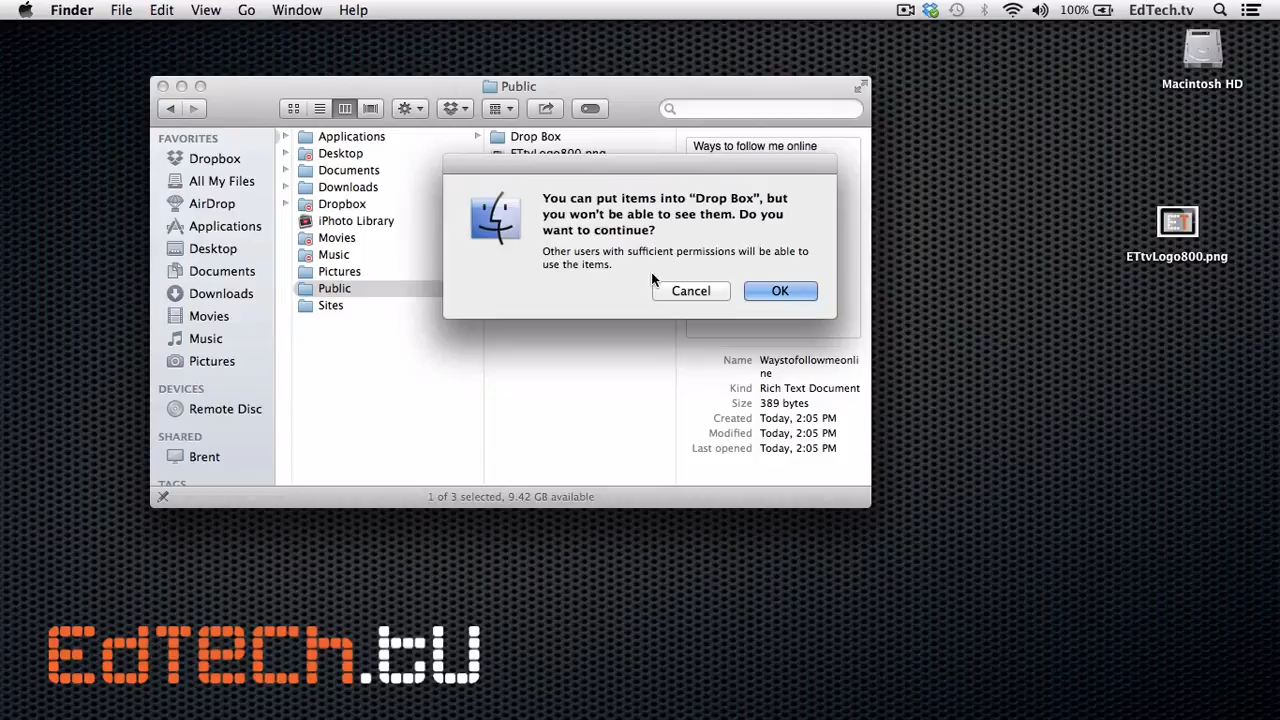 Finder File Edit View Go Window Help 100% EdTech.tv
Macintosh HD
ETtvLogo800.png
Public
FAVORITES
Dropbox
All My Files
AirDrop
Applications
Desktop
Documents
Downloads
Movies
Music
Pictures
DEVICES
Remote Disc
SHARED
Brent
TAGS
Applications
Desktop
Documents
Downloads
Dropbox
iPhoto Library
Movies
Music
Pictures
Public
Sites
Drop Box
ETtvLogo800.png
Ways to follow me online
You can put items into “Drop Box”, but
you won’t be able to see them. Do you
want to continue?
Other users with sufficient permissions will be able to
use the items.
Cancel OK
Name Waystofollowmeonli
ne
Kind Rich Text Document
Size 389 bytes
Created Today, 2:05 PM
Modified Today, 2:05 PM
Last opened Today, 2:05 PM
1 of 3 selected, 9.42 GB available
EdTech.tv